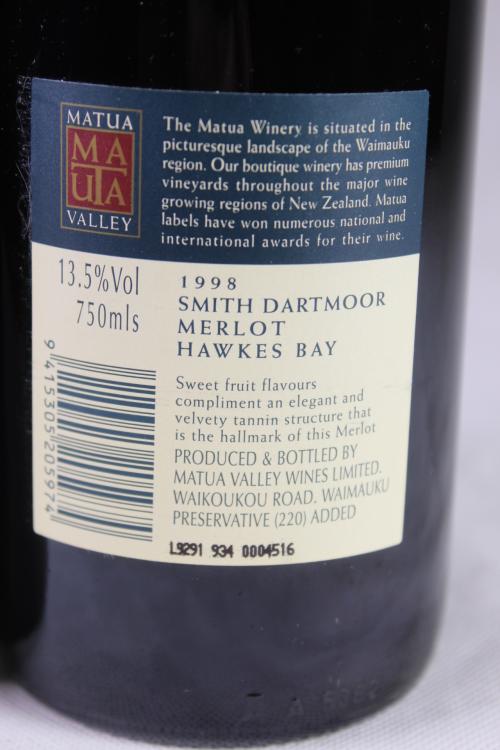 MATUA
MA
UTA
VALLEY
The Matua Winery is situated in the
picturesque landscape of the Waimauku
region. Our boutique winery has premium
vineyards throughout the major wine
growing regions of New Zealand. Matua
labels have won numerous national and
international awards for their wine.
13.5%Vol
750mls
1998
SMITH DARTMOOR
MERLOT
HAWKES BAY
Sweet fruit flavours
compliment an elegant and
velvety tannin structure that
is the hallmark of this Merlot
PRODUCED & BOTTLED BY
MATUA VALLEY WINES LIMITED.
WAIKOUKOU ROAD. WAIMAUKU
PRESERVATIVE (220) ADDED
9 415305 205974
L9291 934 0004516